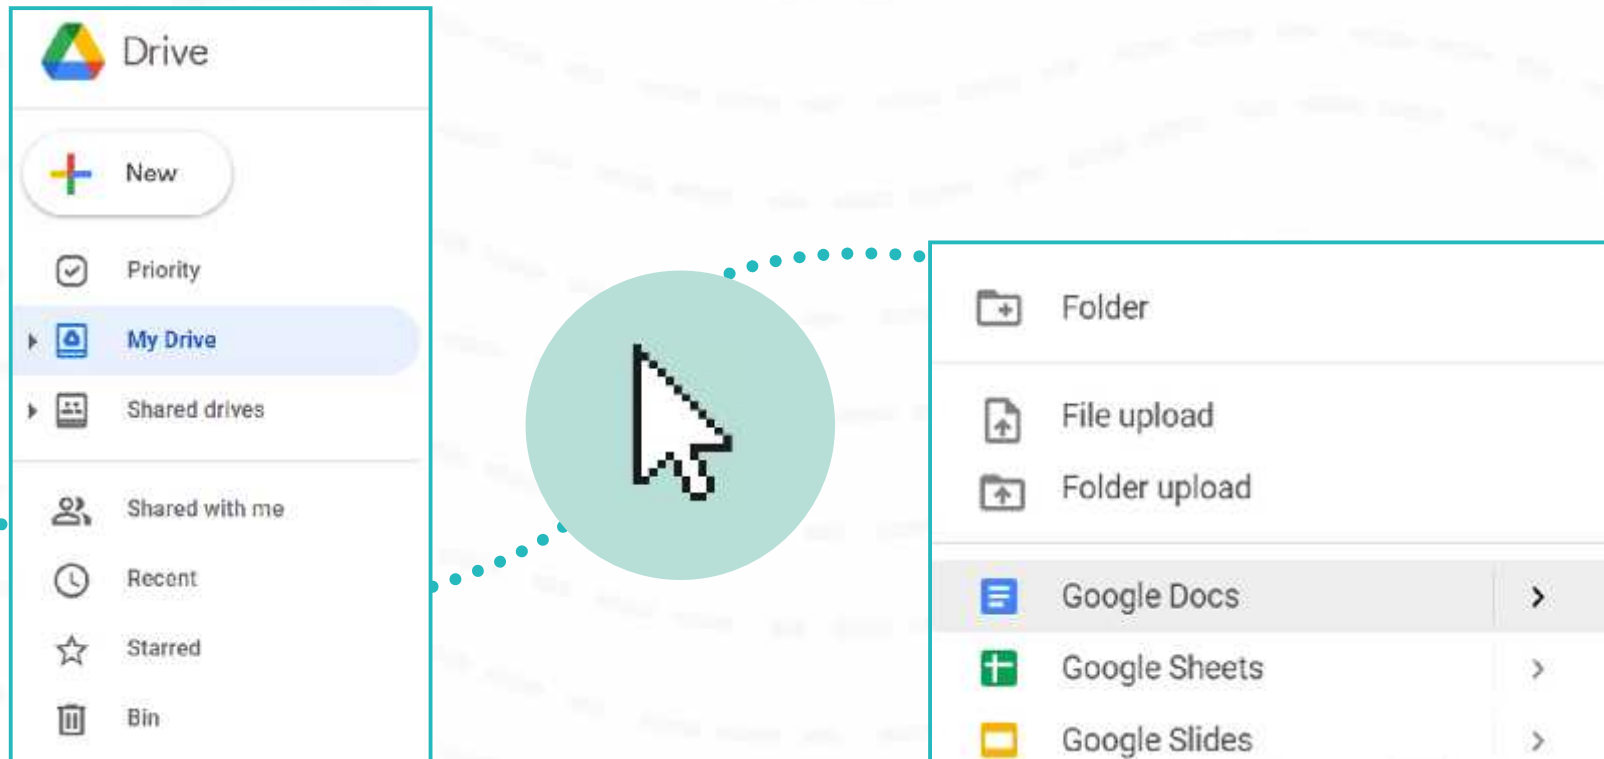 Drive
New
Priority
My Drive
Shared drives
Shared with me
Recent
Starred
Bin
Folder
File upload
Folder upload
Google Docs
Google Sheets
Google Slides